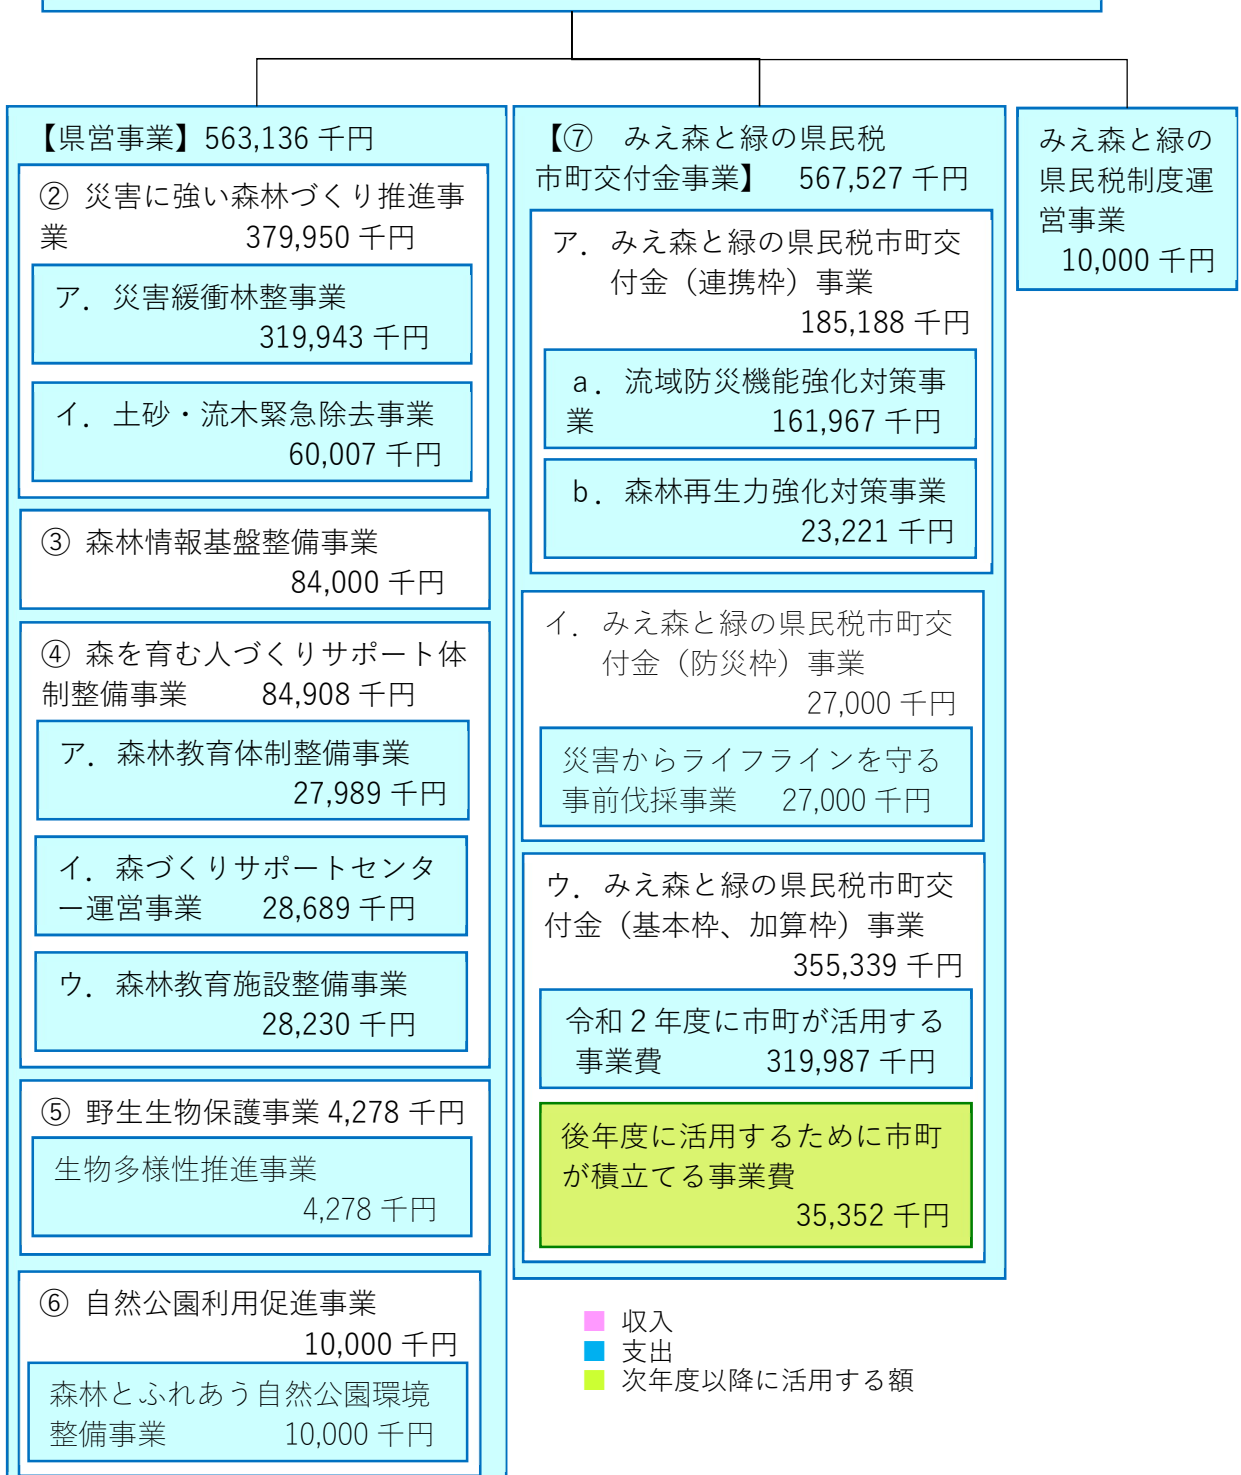 【県営事業】563,136 千円
② 災害に強い森林づくり推進事
業 379,950 千円
ア．災害緩衝林整事業
319,943 千円
イ．土砂・流木緊急除去事業
60,007 千円
③ 森林情報基盤整備事業
84,000 千円
④ 森を育む人づくりサポート体
制整備事業 84,908 千円
ア．森林教育体制整備事業
27,989 千円
イ．森づくりサポートセンタ
ー運営事業 28,689 千円
ウ．森林教育施設整備事業
28,230 千円
⑤ 野生生物保護事業 4,278 千円
生物多様性推進事業
4,278 千円
⑥ 自然公園利用促進事業
10,000 千円
森林とふれあう自然公園環境
整備事業 10,000 千円
【⑦ みえ森と緑の県民税
市町交付金事業】 567,527 千円
ア．みえ森と緑の県民税市町交
付金（連携枠）事業
185,188 千円
a．流域防災機能強化対策事
業 161,967 千円
b．森林再生力強化対策事業
23,221 千円
イ．みえ森と緑の県民税市町交
付金（防災枠）事業
27,000 千円
災害からライフラインを守る
事前伐採事業 27,000 千円
ウ．みえ森と緑の県民税市町交
付金（基本枠、加算枠）事業
355,339 千円
令和２年度に市町が活用する
事業費 319,987 千円
後年度に活用するために市町
が積立てる事業費
35,352 千円
みえ森と緑の
県民税制度運
営事業
10,000 千円
収入
支出
次年度以降に活用する額